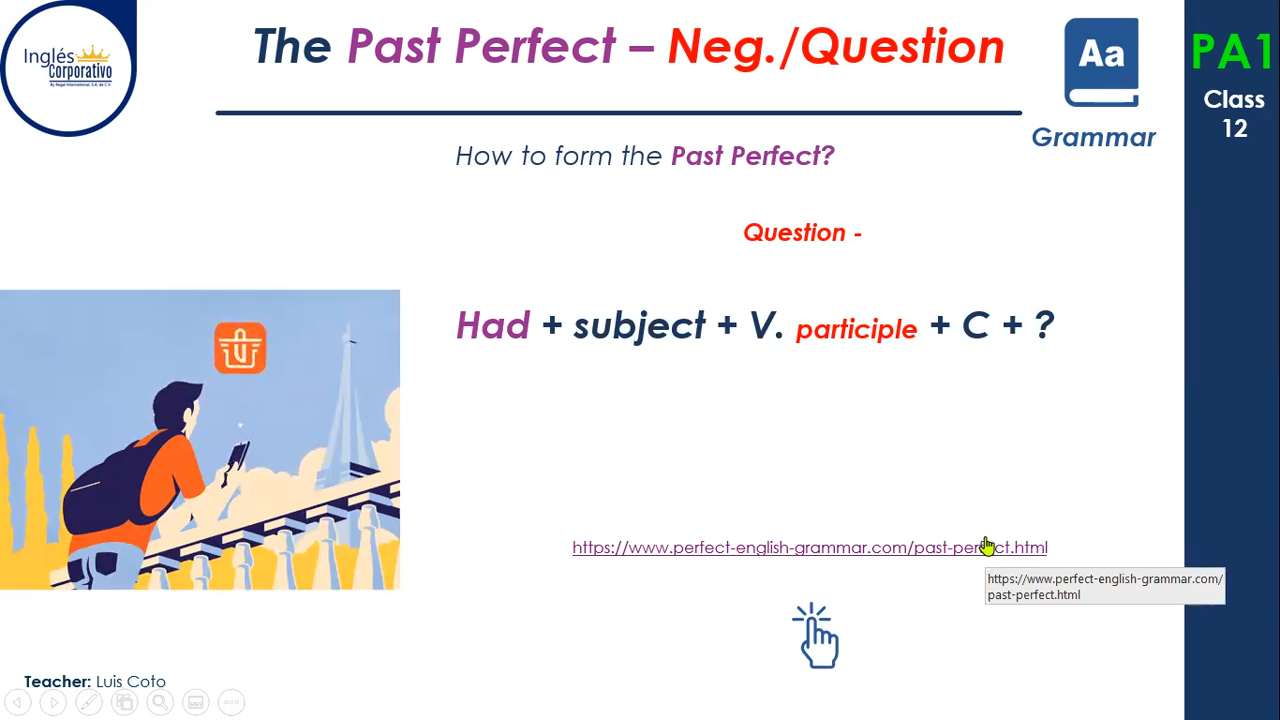 Inglés
Corporativo
By Regal International, S.A. de C.V.
The Past Perfect – Neg./Question
Aa
Grammar
PA1
Class
12
How to form the Past Perfect?
Question -
Had + subject + V. participle + C + ?
https://www.perfect-english-grammar.com/past-perfect.html
https://www.perfect-english-grammar.com/
past-perfect.html
Teacher: Luis Coto